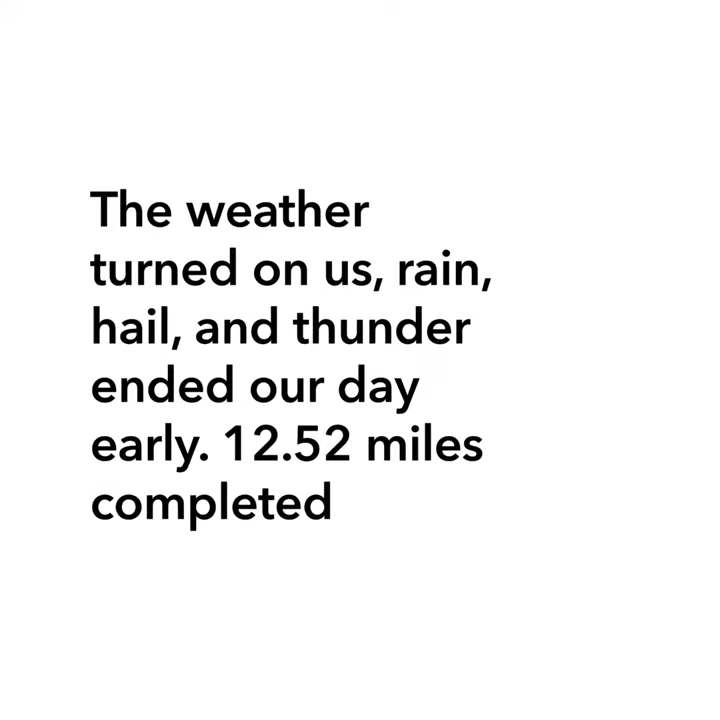 The weather
turned on us, rain,
hail, and thunder
ended our day
early. 12.52 miles
completed